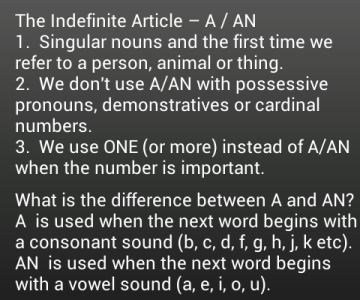 The Indefinite Article – A / AN
1.  Singular nouns and the first time we
refer to a person, animal or thing.
2.  We don't use A/AN with possessive
pronouns, demonstratives or cardinal
numbers.
3.  We use ONE (or more) instead of A/AN
when the number is important.
What is the difference between A and AN?
A  is used when the next word begins with
a consonant sound (b, c, d, f, g, h, j, k etc).
AN  is used when the next word begins
with a vowel sound (a, e, i, o, u).